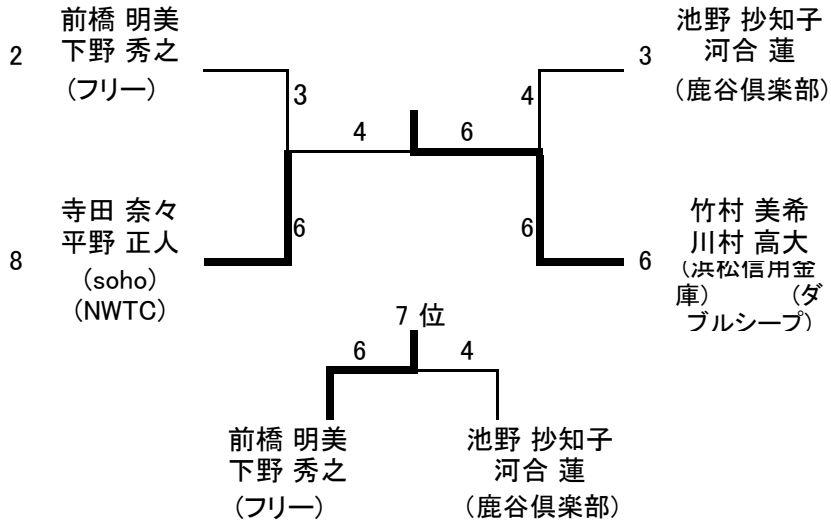 2
前橋 明美
下野 秀之
(フリー)
池野 抄知子
河合 蓮
(鹿谷倶楽部)
3
3
4
4
6
8
寺田 奈々
平野 正人
(soho)
(NWTC)
6
6
6
竹村 美希
川村 高大
(浜松信用金
庫) (ダ
ブルシープ)
7 位
6
4
前橋 明美
下野 秀之
(フリー)
池野 抄知子
河合 蓮
(鹿谷倶楽部)